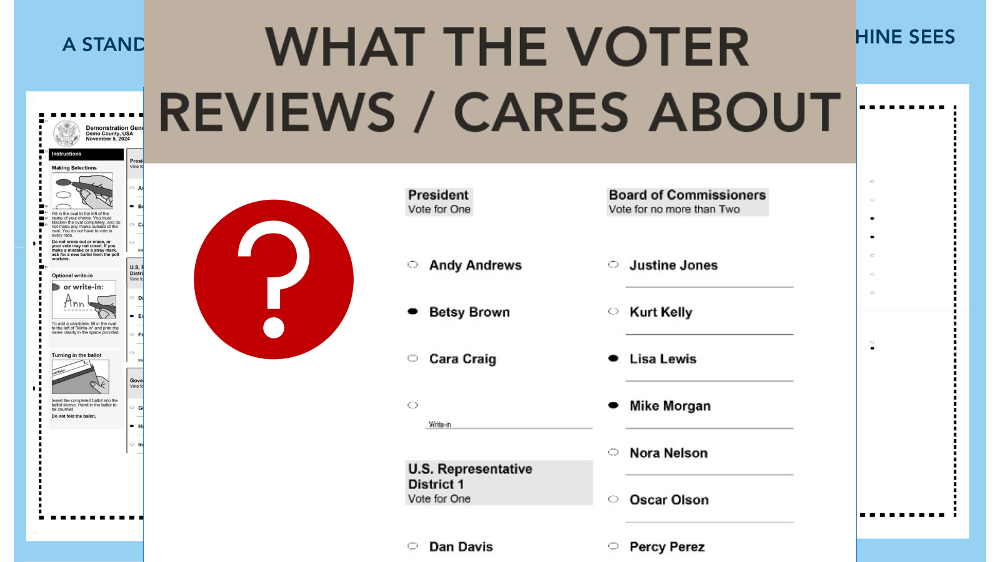 A STAND
WHAT THE VOTER
REVIEWS / CARES ABOUT
HINE SEES
Demonstration Gene
Demo County, USA
November 5, 2024
Instructions
Making Selections
Fill in the oval to the left of the
name of your choice. You must
blacken the oval completely, and do
not make any marks outside of the
oval. You do not have to vote in
every race.
Do not cross out or erase, or
your vote may not count. If you
make a mistake or a stray mark,
ask for a new ballot from the poll
workers.
Optional write-in
or write-in:
Ann
To add a candidate, fill in the oval
to the left of "Write-in" and print the
name clearly in the space provided.
Turning in the ballot
Insert the completed ballot into the
ballot sleeve. Hand in the ballot to
be counted.
Do not fold the ballot.
Presi
Vote fo
An
Be
Ca
U.S. R
Distri
Vote fo
Da
Ev
Fr
Gove
Vote fo
Ge
Ha
In
?
President
Vote for One
Andy Andrews
Betsy Brown
Cara Craig
Write-in
U.S. Representative
District 1
Vote for One
Dan Davis
Board of Commissioners
Vote for no more than Two
Justine Jones
Kurt Kelly
Lisa Lewis
Mike Morgan
Nora Nelson
Oscar Olson
Percy Perez